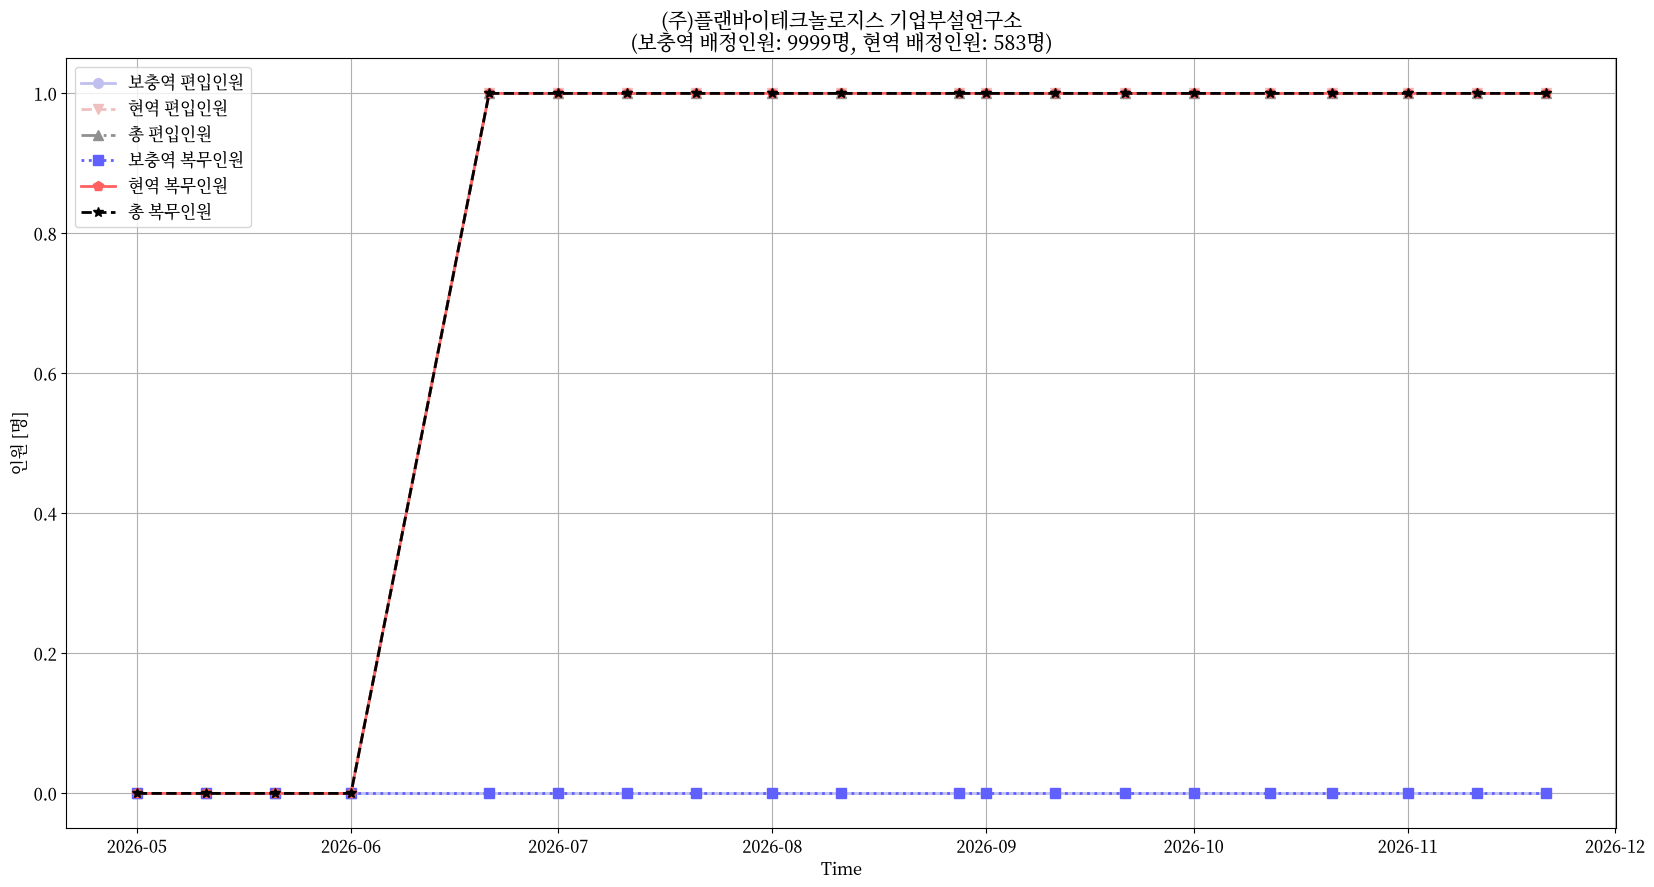 (주)플랜바이테크놀로지스 기업부설연구소
(보충역 배정인원: 9999명, 현역 배정인원: 583명)
보충역 편입인원
현역 편입인원
총 편입인원
보충역 복무인원
현역 복무인원
총 복무인원
1.0
0.8
0.6
0.4
0.2
0.0
인원 [명]
2026-05 2026-06 2026-07 2026-08 2026-09 2026-10 2026-11 2026-12
Time